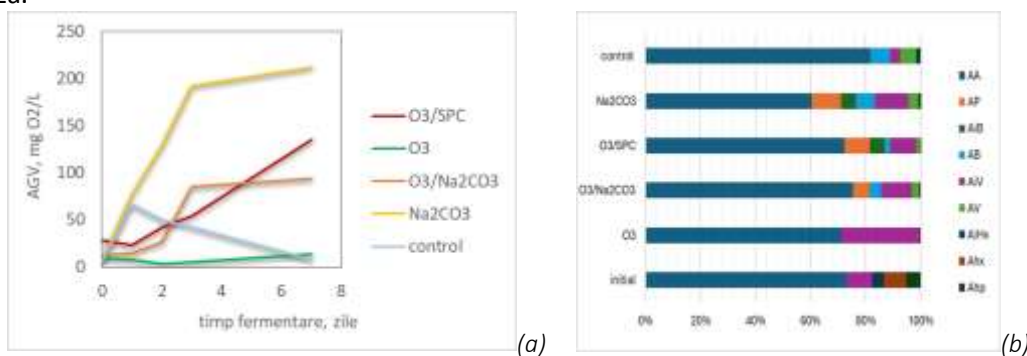 250
200
150
100
50
0
AGV, mg O2/L
0 2 4 6 8
timp fermentare, zile
O3/SPC
O3
O3/Na2CO3
Na2CO3
control
(a)
control
Na2CO3
O3/SPC
O3/Na2CO3
O3
initial
0% 20% 40% 60% 80% 100%
AA
AP
AiB
AB
AiV
AV
AiHx
Ahx
Ahp
(b)